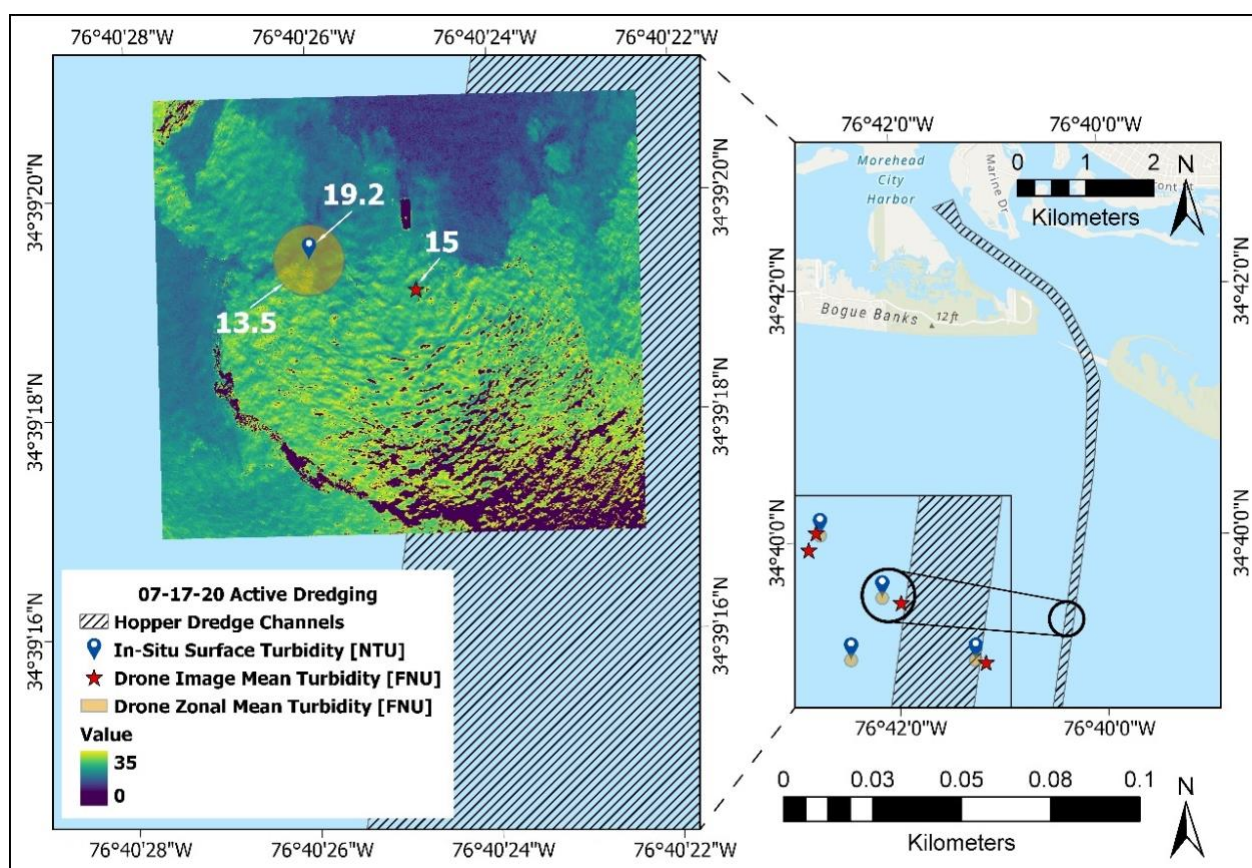 76°40'28"W 76°40'26"W 76°40'24"W 76°40'22"W
34°39'20"N
34°39'18"N
34°39'16"N
19.2
15
13.5
34°39'20"N
34°39'18"N
34°39'16"N
07-17-20 Active Dredging
Hopper Dredge Channels
In-Situ Surface Turbidity [NTU]
Drone Image Mean Turbidity [FNU]
Drone Zonal Mean Turbidity [FNU]
Value
35
0
76°40'28"W 76°40'26"W 76°40'24"W 76°40'22"W
76°42'0"W 76°40'0"W
Morehead
City
Harbor
Marine Dr
0 1 2
Kilometers
N
34°42'0"N
34°40'0"N
Bogue Banks 12 ft
34°42'0"N
34°40'0"N
76°42'0"W 76°40'0"W
0 0.03 0.05 0.08 0.1
Kilometers
N